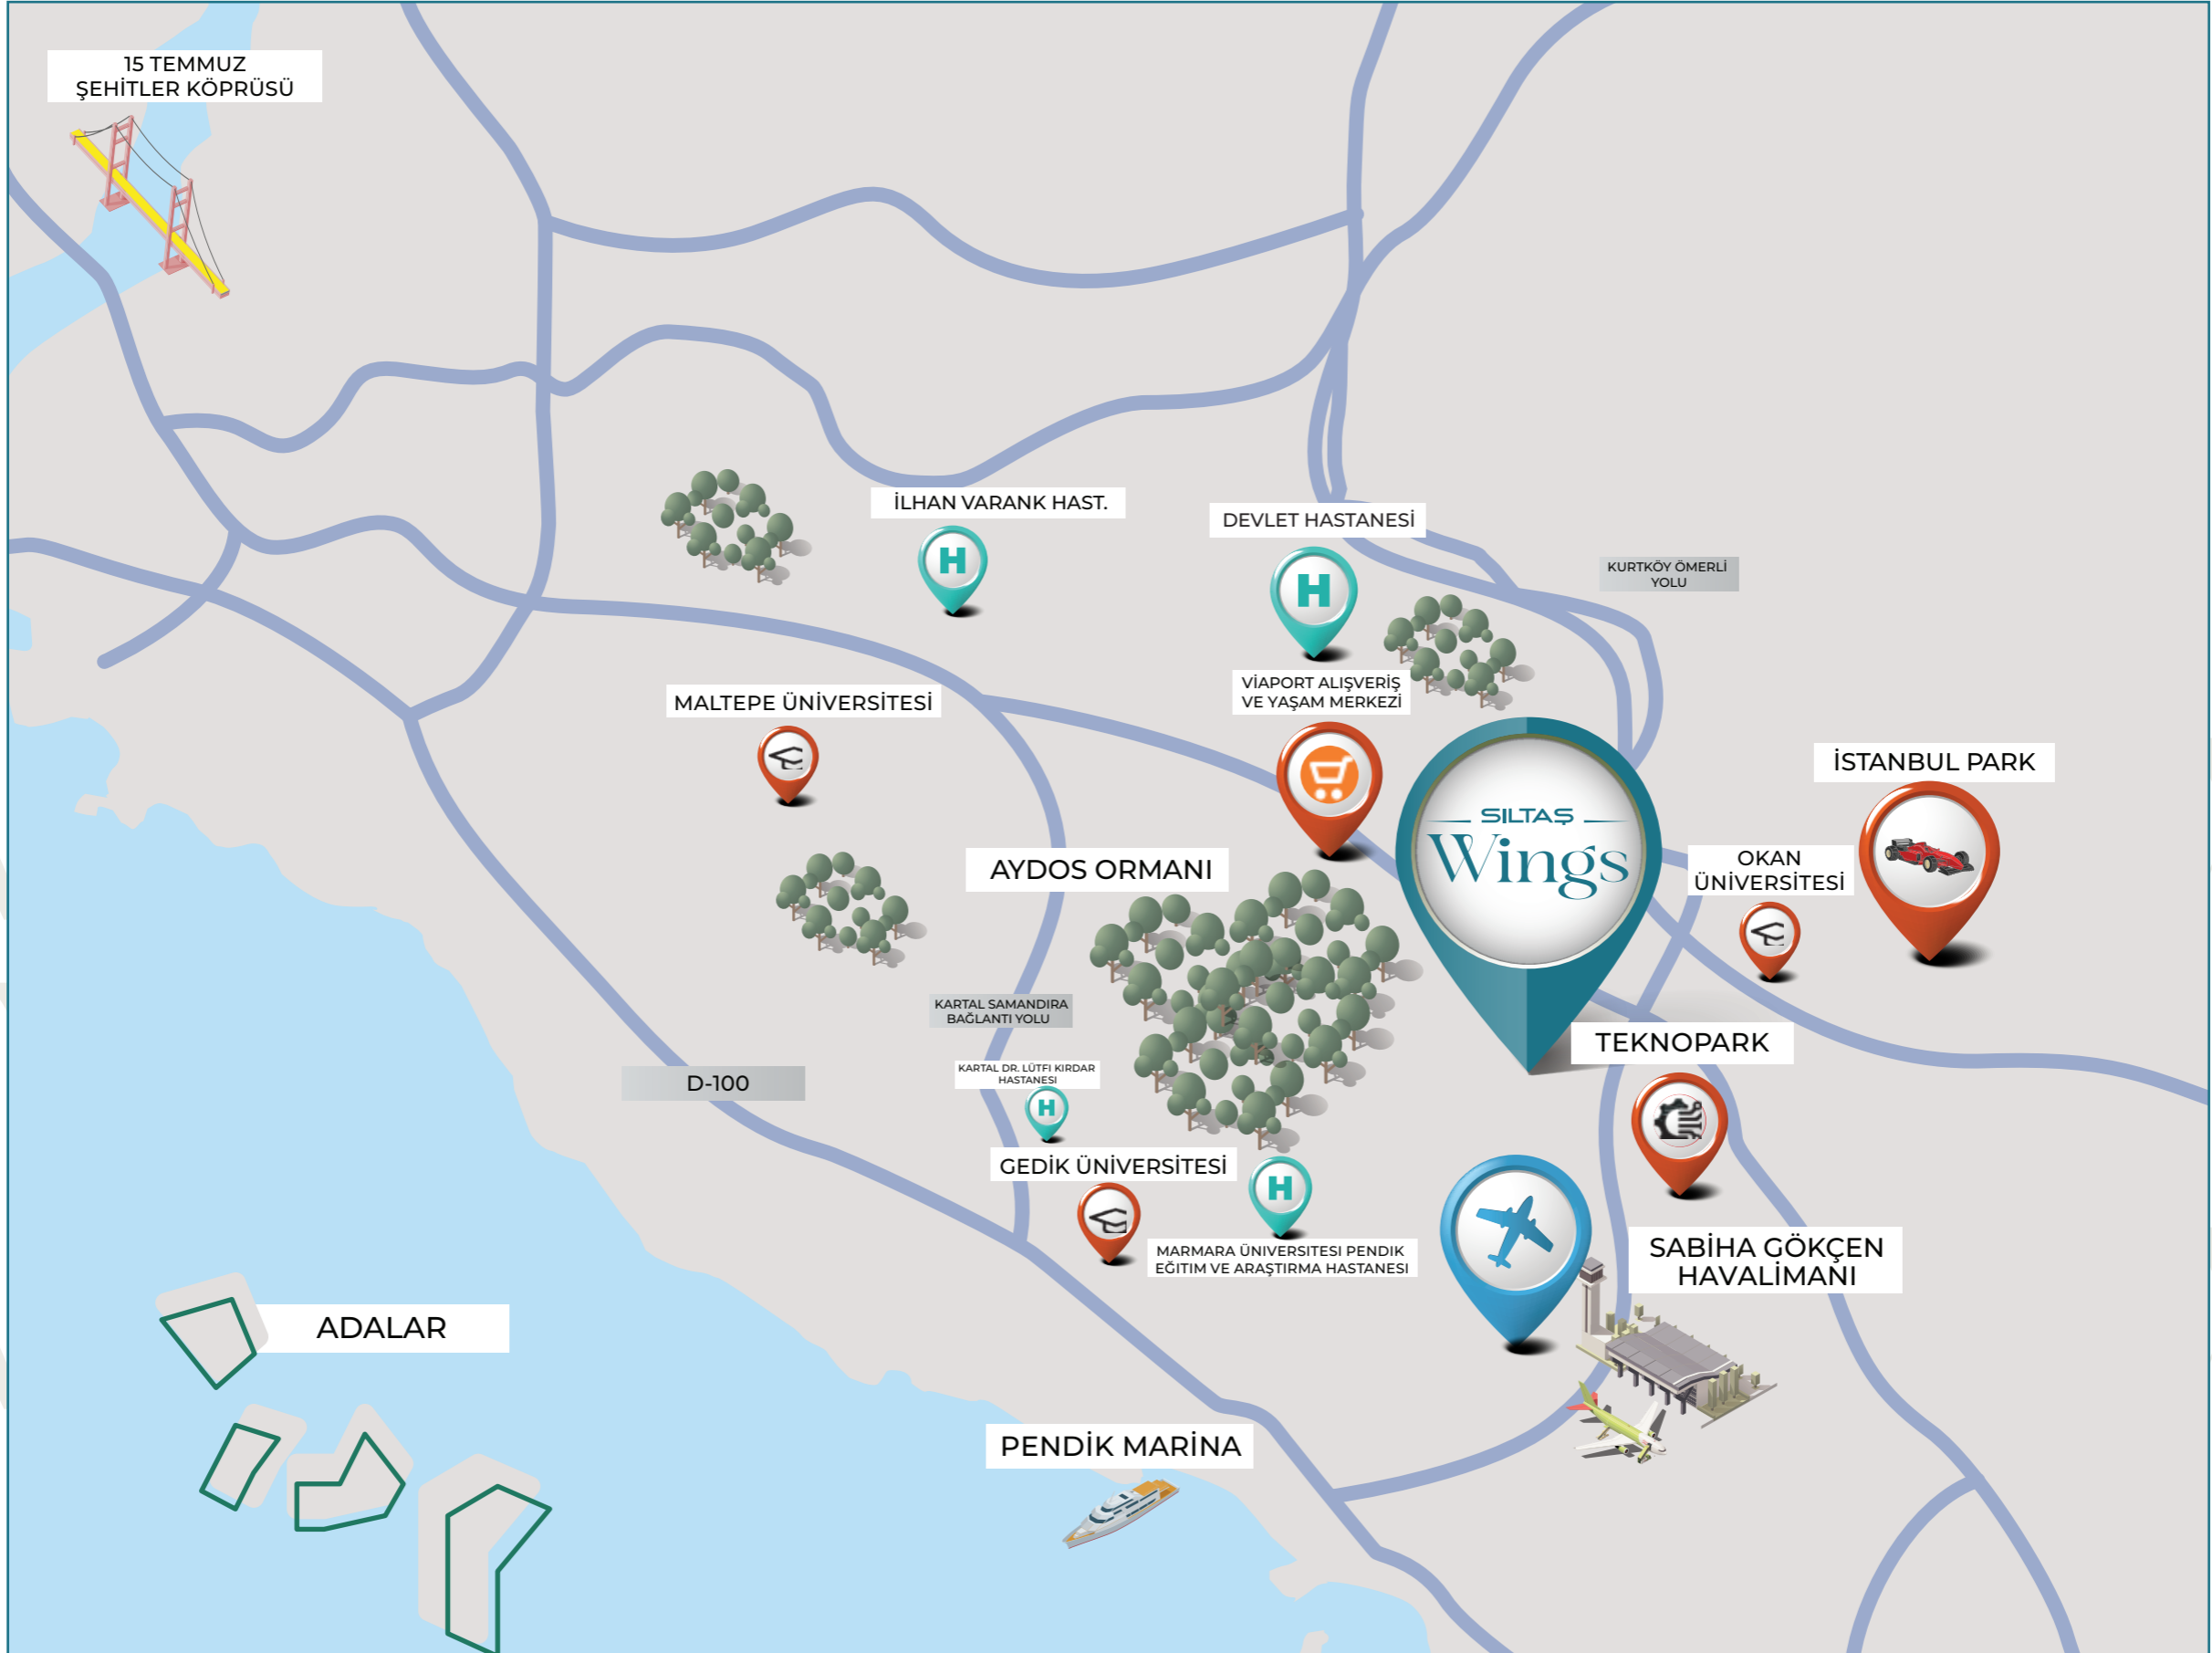 15 TEMMUZ
ŞEHİTLER KÖPRÜSÜ
İLHAN VARANK HAST.
DEVLET HASTANESİ
KURTKÖY ÖMERLİ
YOLU
VİAPORT ALIŞVERİŞ
VE YAŞAM MERKEZİ
MALTEPE ÜNİVERSİTESİ
İSTANBUL PARK
SILTAŞ
Wings
OKAN
ÜNİVERSİTESİ
AYDOS ORMANI
KARTAL SAMANDIRA
BAĞLANTI YOLU
TEKNOPARK
KARTAL DR. LÜTFI KIRDAR
HASTANESI
D-100
H
H
H
H
GEDİK ÜNİVERSİTESİ
MARMARA ÜNIVERSITESI PENDIK
EĞITIM VE ARAŞTIRMA HASTANESI
SABİHA GÖKÇEN
HAVALİMANI
ADALAR
PENDİK MARİNA